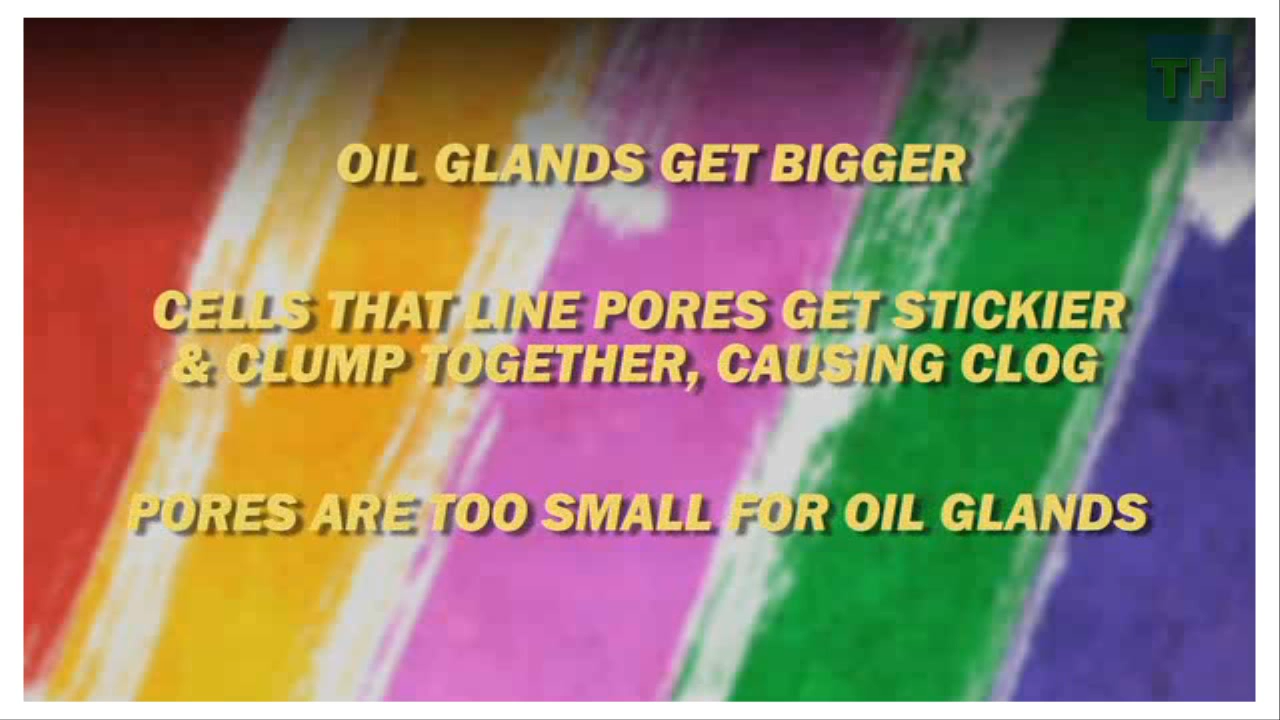 TH
OIL GLANDS GET BIGGER
CELLS THAT LINE PORES GET STICKIER
& CLUMP TOGETHER, CAUSING CLOG
PORES ARE TOO SMALL FOR OIL GLANDS